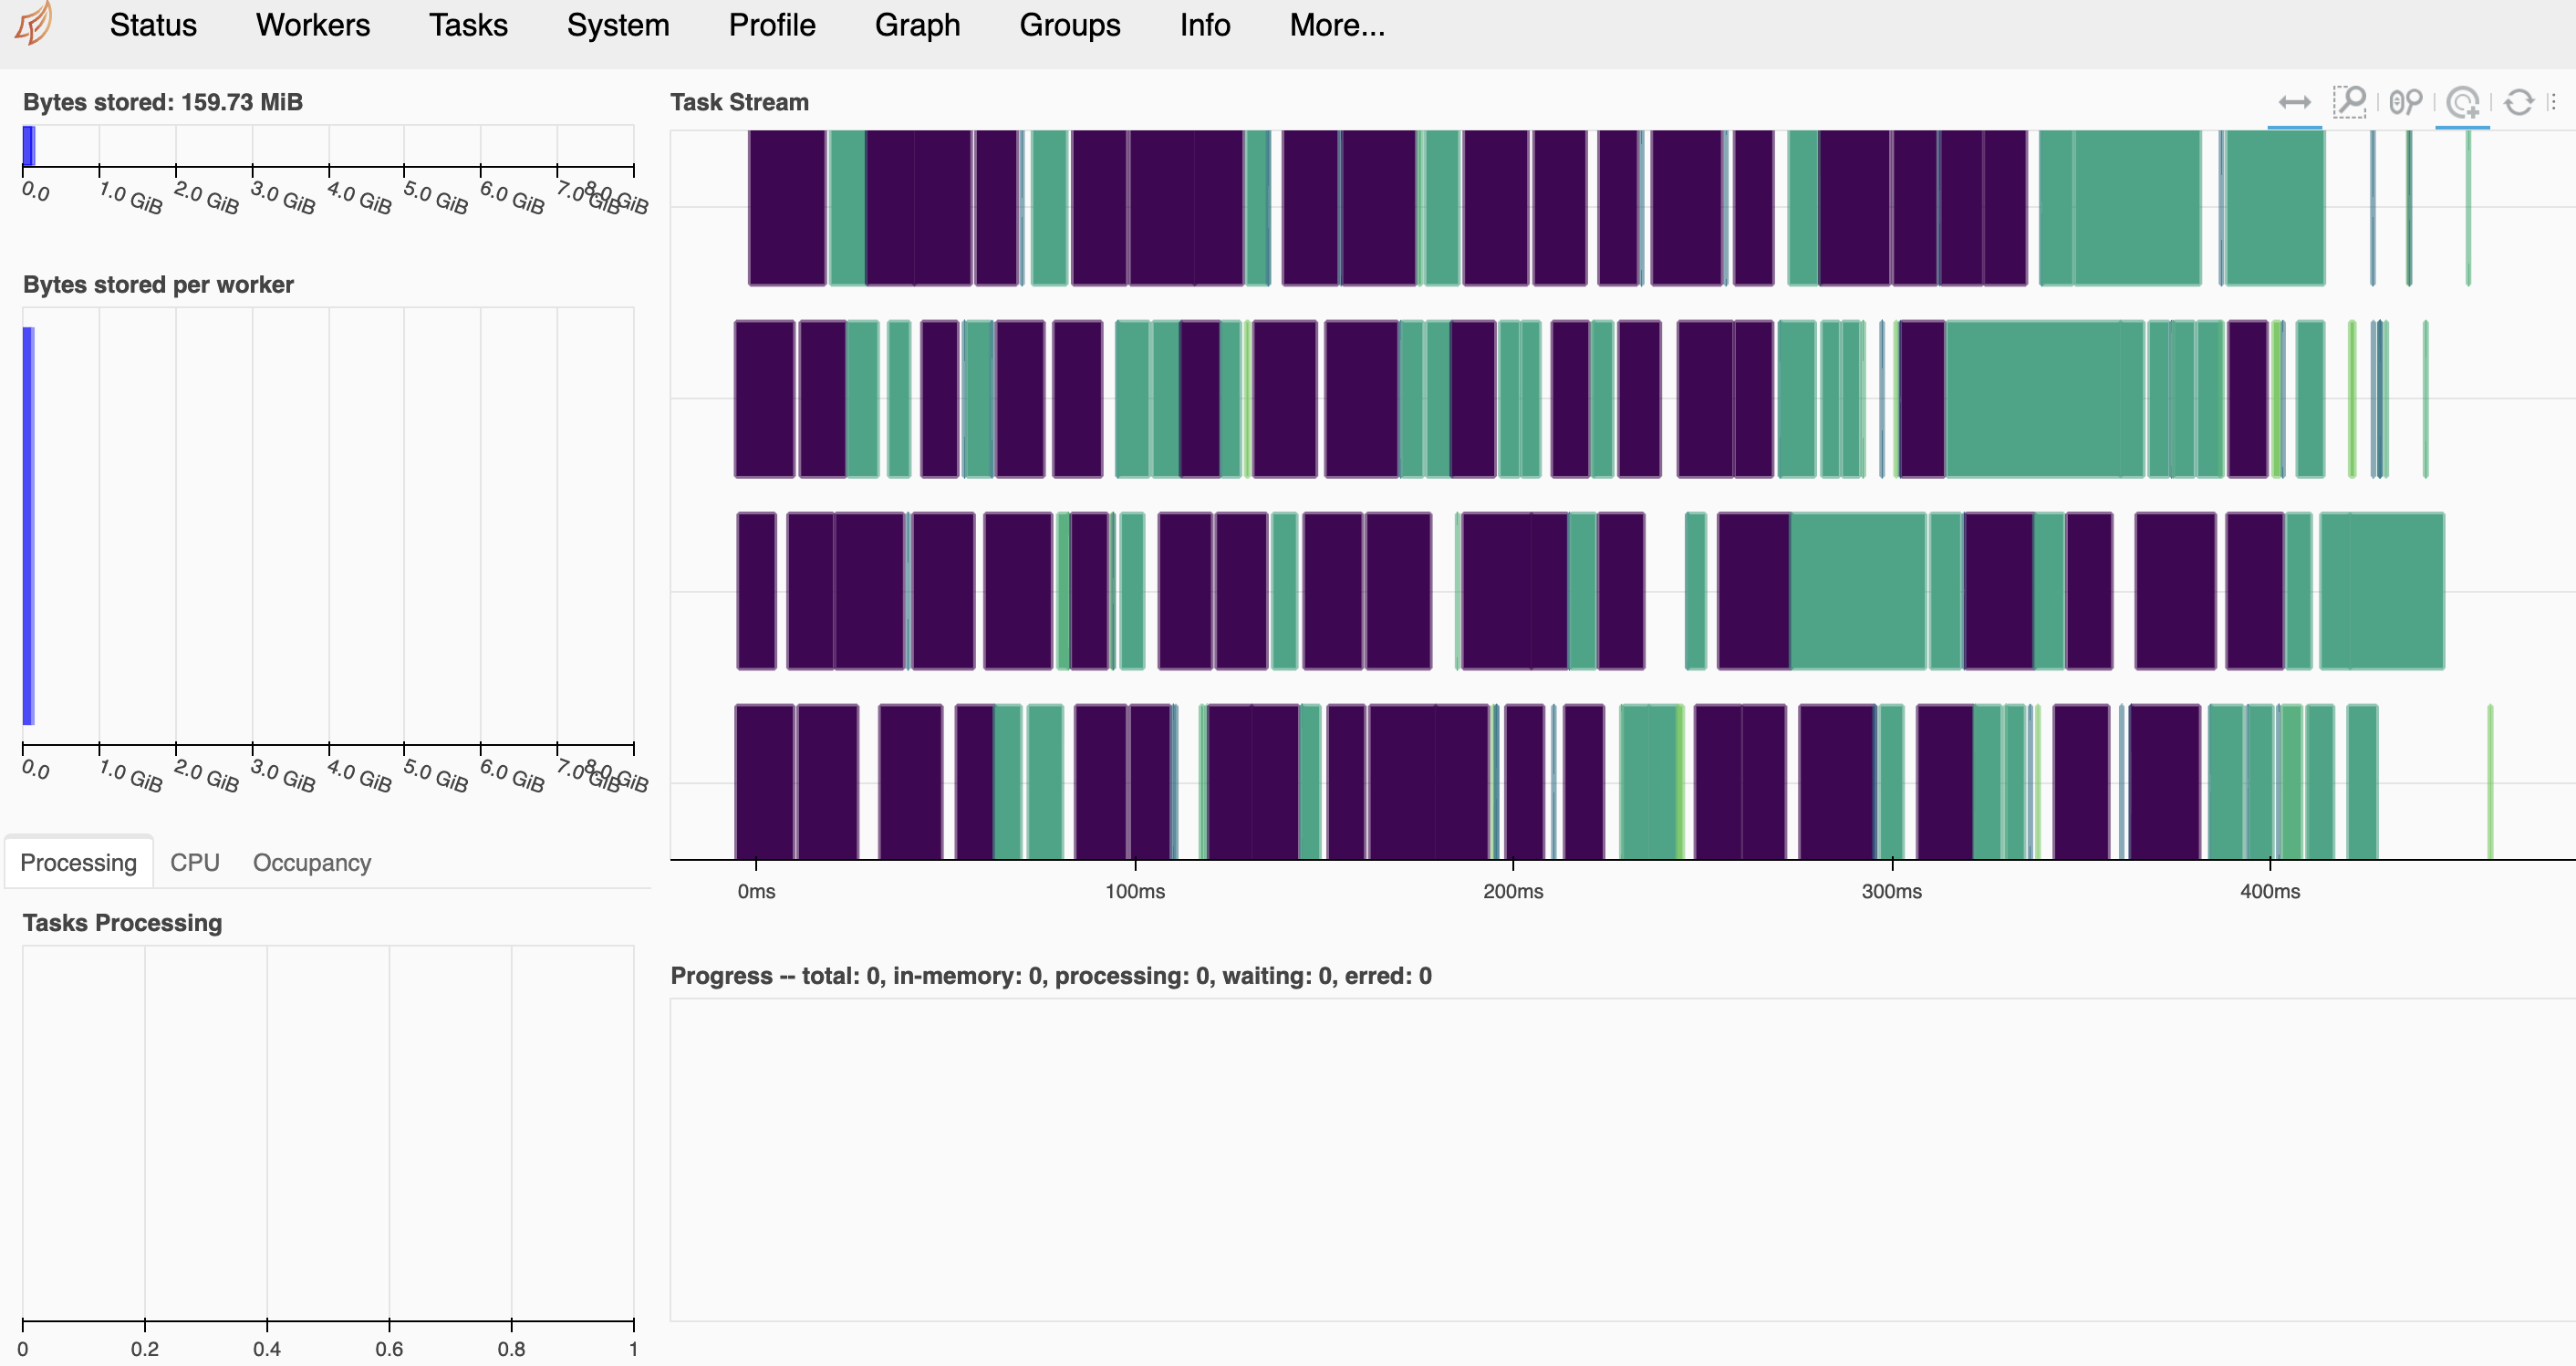 Status Workers Tasks System Profile Graph Groups Info More...
Bytes stored: 159.73 MiB
0.0 1.0 GiB 2.0 GiB 3.0 GiB 4.0 GiB 5.0 GiB 6.0 GiB 7.0 GiB 8.0 GiB
Bytes stored per worker
0.0 1.0 GiB 2.0 GiB 3.0 GiB 4.0 GiB 5.0 GiB 6.0 GiB 7.0 GiB 8.0 GiB
Processing CPU Occupancy
Tasks Processing
0 0.2 0.4 0.6 0.8 1
Task Stream
0ms 100ms 200ms 300ms 400ms
Progress -- total: 0, in-memory: 0, processing: 0, waiting: 0, erred: 0